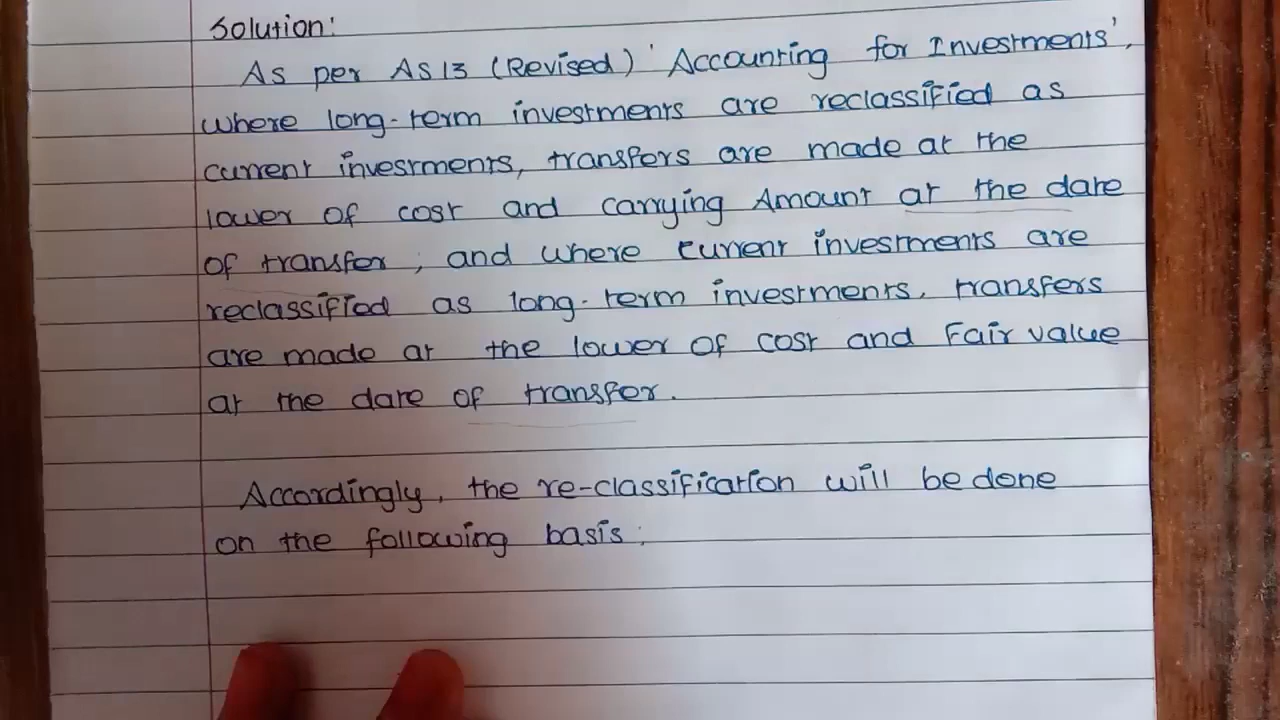 Solution:
As per AS 13 (Revised) 'Accounting for Investments',
where long-term investments are reclassified as
current investments, transfers are made at the
lower of cost and carrying Amount at the date
of transfer; and where current investments are
reclassified as long-term investments, transfers
are made at the lower of cost and Fair value
at the date of transfer.
Accordingly, the re-classification will be done
on the following basis: